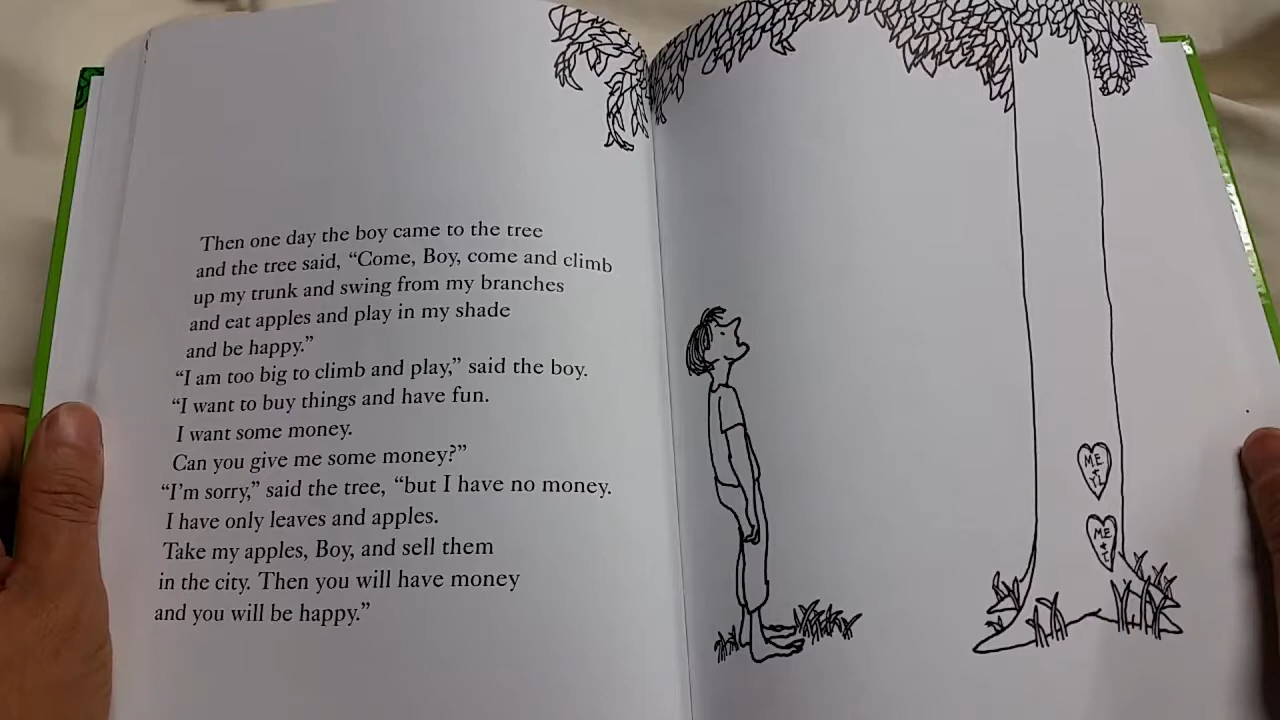 Then one day the boy came to the tree
and the tree said, “Come, Boy, come and climb
up my trunk and swing from my branches
and eat apples and play in my shade
and be happy.”
“I am too big to climb and play,” said the boy.
“I want to buy things and have fun.
I want some money.
Can you give me some money?”
“I'm sorry,” said the tree, “but I have no money.
I have only leaves and apples.
Take my apples, Boy, and sell them
in the city. Then you will have money
and you will be happy.”
ME
+
Y.L.
ME
+
T